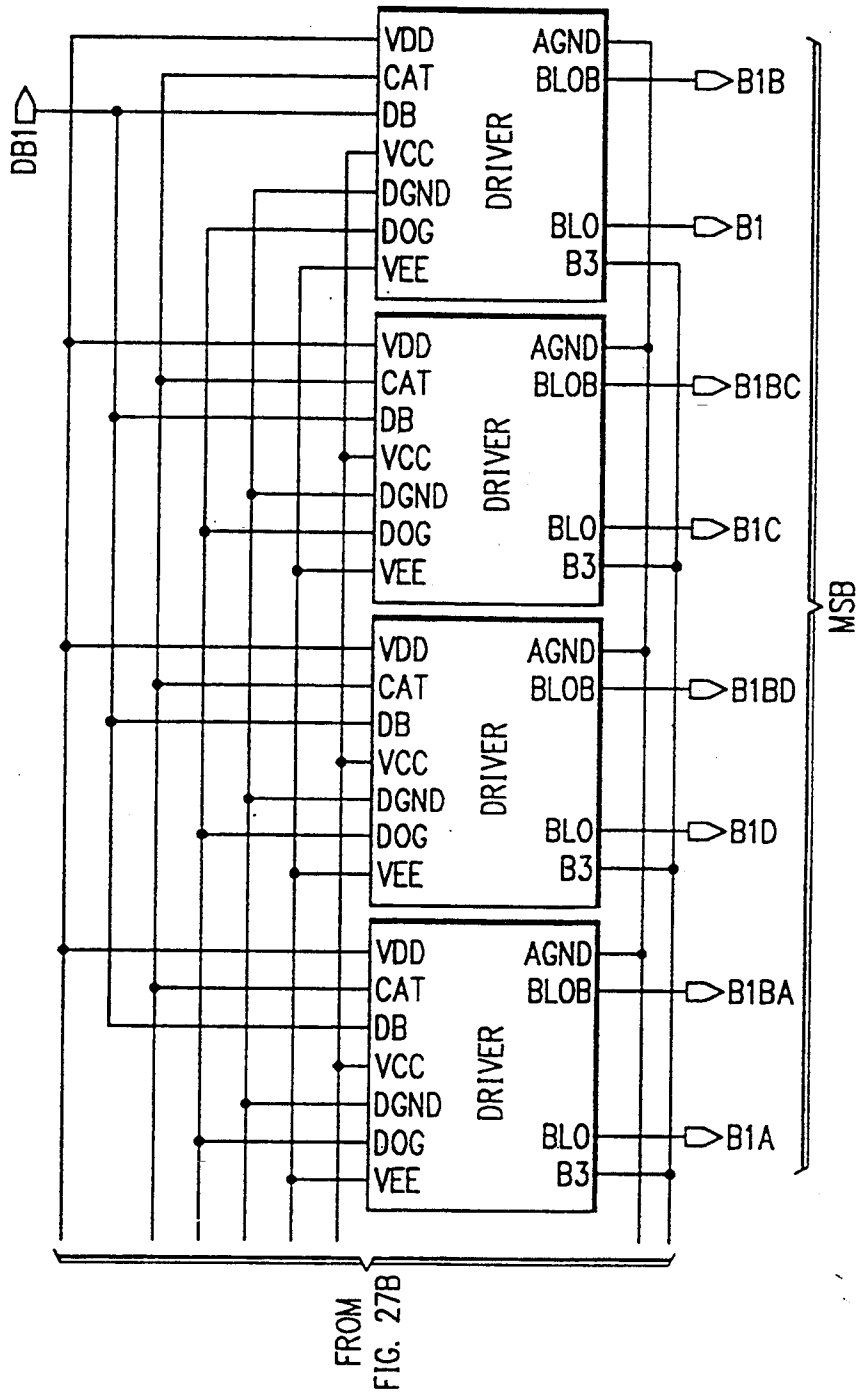 DB1
VDD
CAT
DB
VCC
DGND
DOG
VEE
DRIVER
AGND
BLOB
BLO
B3
B1B
B1
VDD
CAT
DB
VCC
DGND
DOG
VEE
DRIVER
AGND
BLOB
BLO
B3
B1BC
B1C
VDD
CAT
DB
VCC
DGND
DOG
VEE
DRIVER
AGND
BLOB
BLO
B3
B1BD
B1D
VDD
CAT
DB
VCC
DGND
DOG
VEE
DRIVER
AGND
BLOB
BLO
B3
B1BA
B1A
MSB
FROM
FIG. 27B